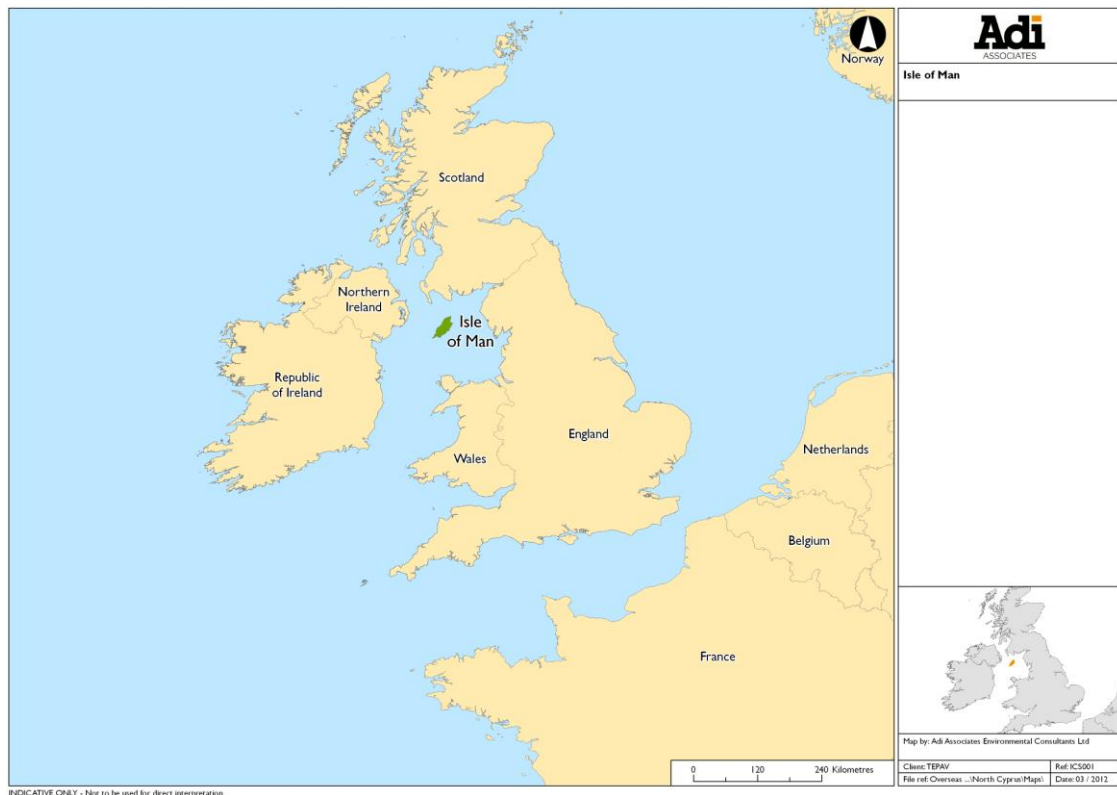 Norway
Scotland
Northern
Ireland
Isle
of Man
Republic
of Ireland
England
Wales
Netherlands
Belgium
France
0 120 240 Kilometres
Adi
ASSOCIATES
Isle of Man
Map by: Adi Associates Environmental Consultants Ltd
Client: TEPAV Ref: ICS001
File ref: Overseas ...\North Cyprus\Maps\ Date: 03 / 2012
INDICATIVE ONLY - Not to be used for direct interpretation